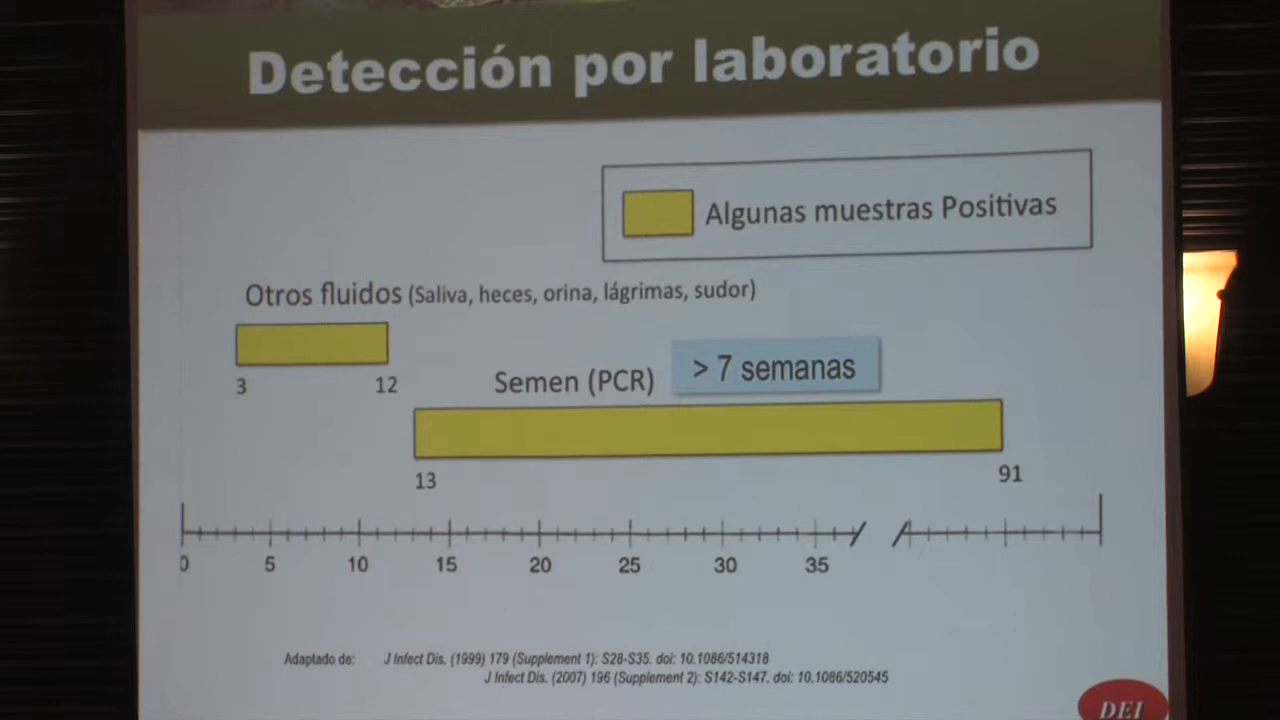 Detección por laboratorio
Algunas muestras Positivas
Otros fluidos (Saliva, heces, orina, lágrimas, sudor)
3 12
Semen (PCR) > 7 semanas
13 91
0 5 10 15 20 25 30 35
Adaptado de: J Infect Dis. (1999) 179 (Supplement 1): S28-S35. doi: 10.1086/514318
J Infect Dis. (2007) 196 (Supplement 2): S142-S147. doi: 10.1086/520545
DEI